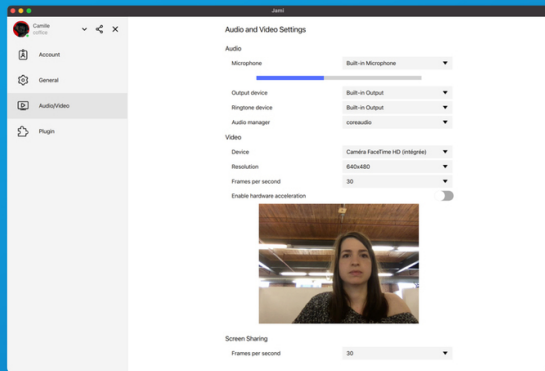 Jami
Camille
coffice
Account
General
Audio/Video
Plugin
Audio and Video Settings
Audio
Microphone Built-in Microphone
Output device Built-in Output
Ringtone device Built-in Output
Audio manager coreaudio
Video
Device Caméra FaceTime HD (intégrée)
Resolution 640x480
Frames per second 30
Enable hardware acceleration
Screen Sharing
Frames per second 30